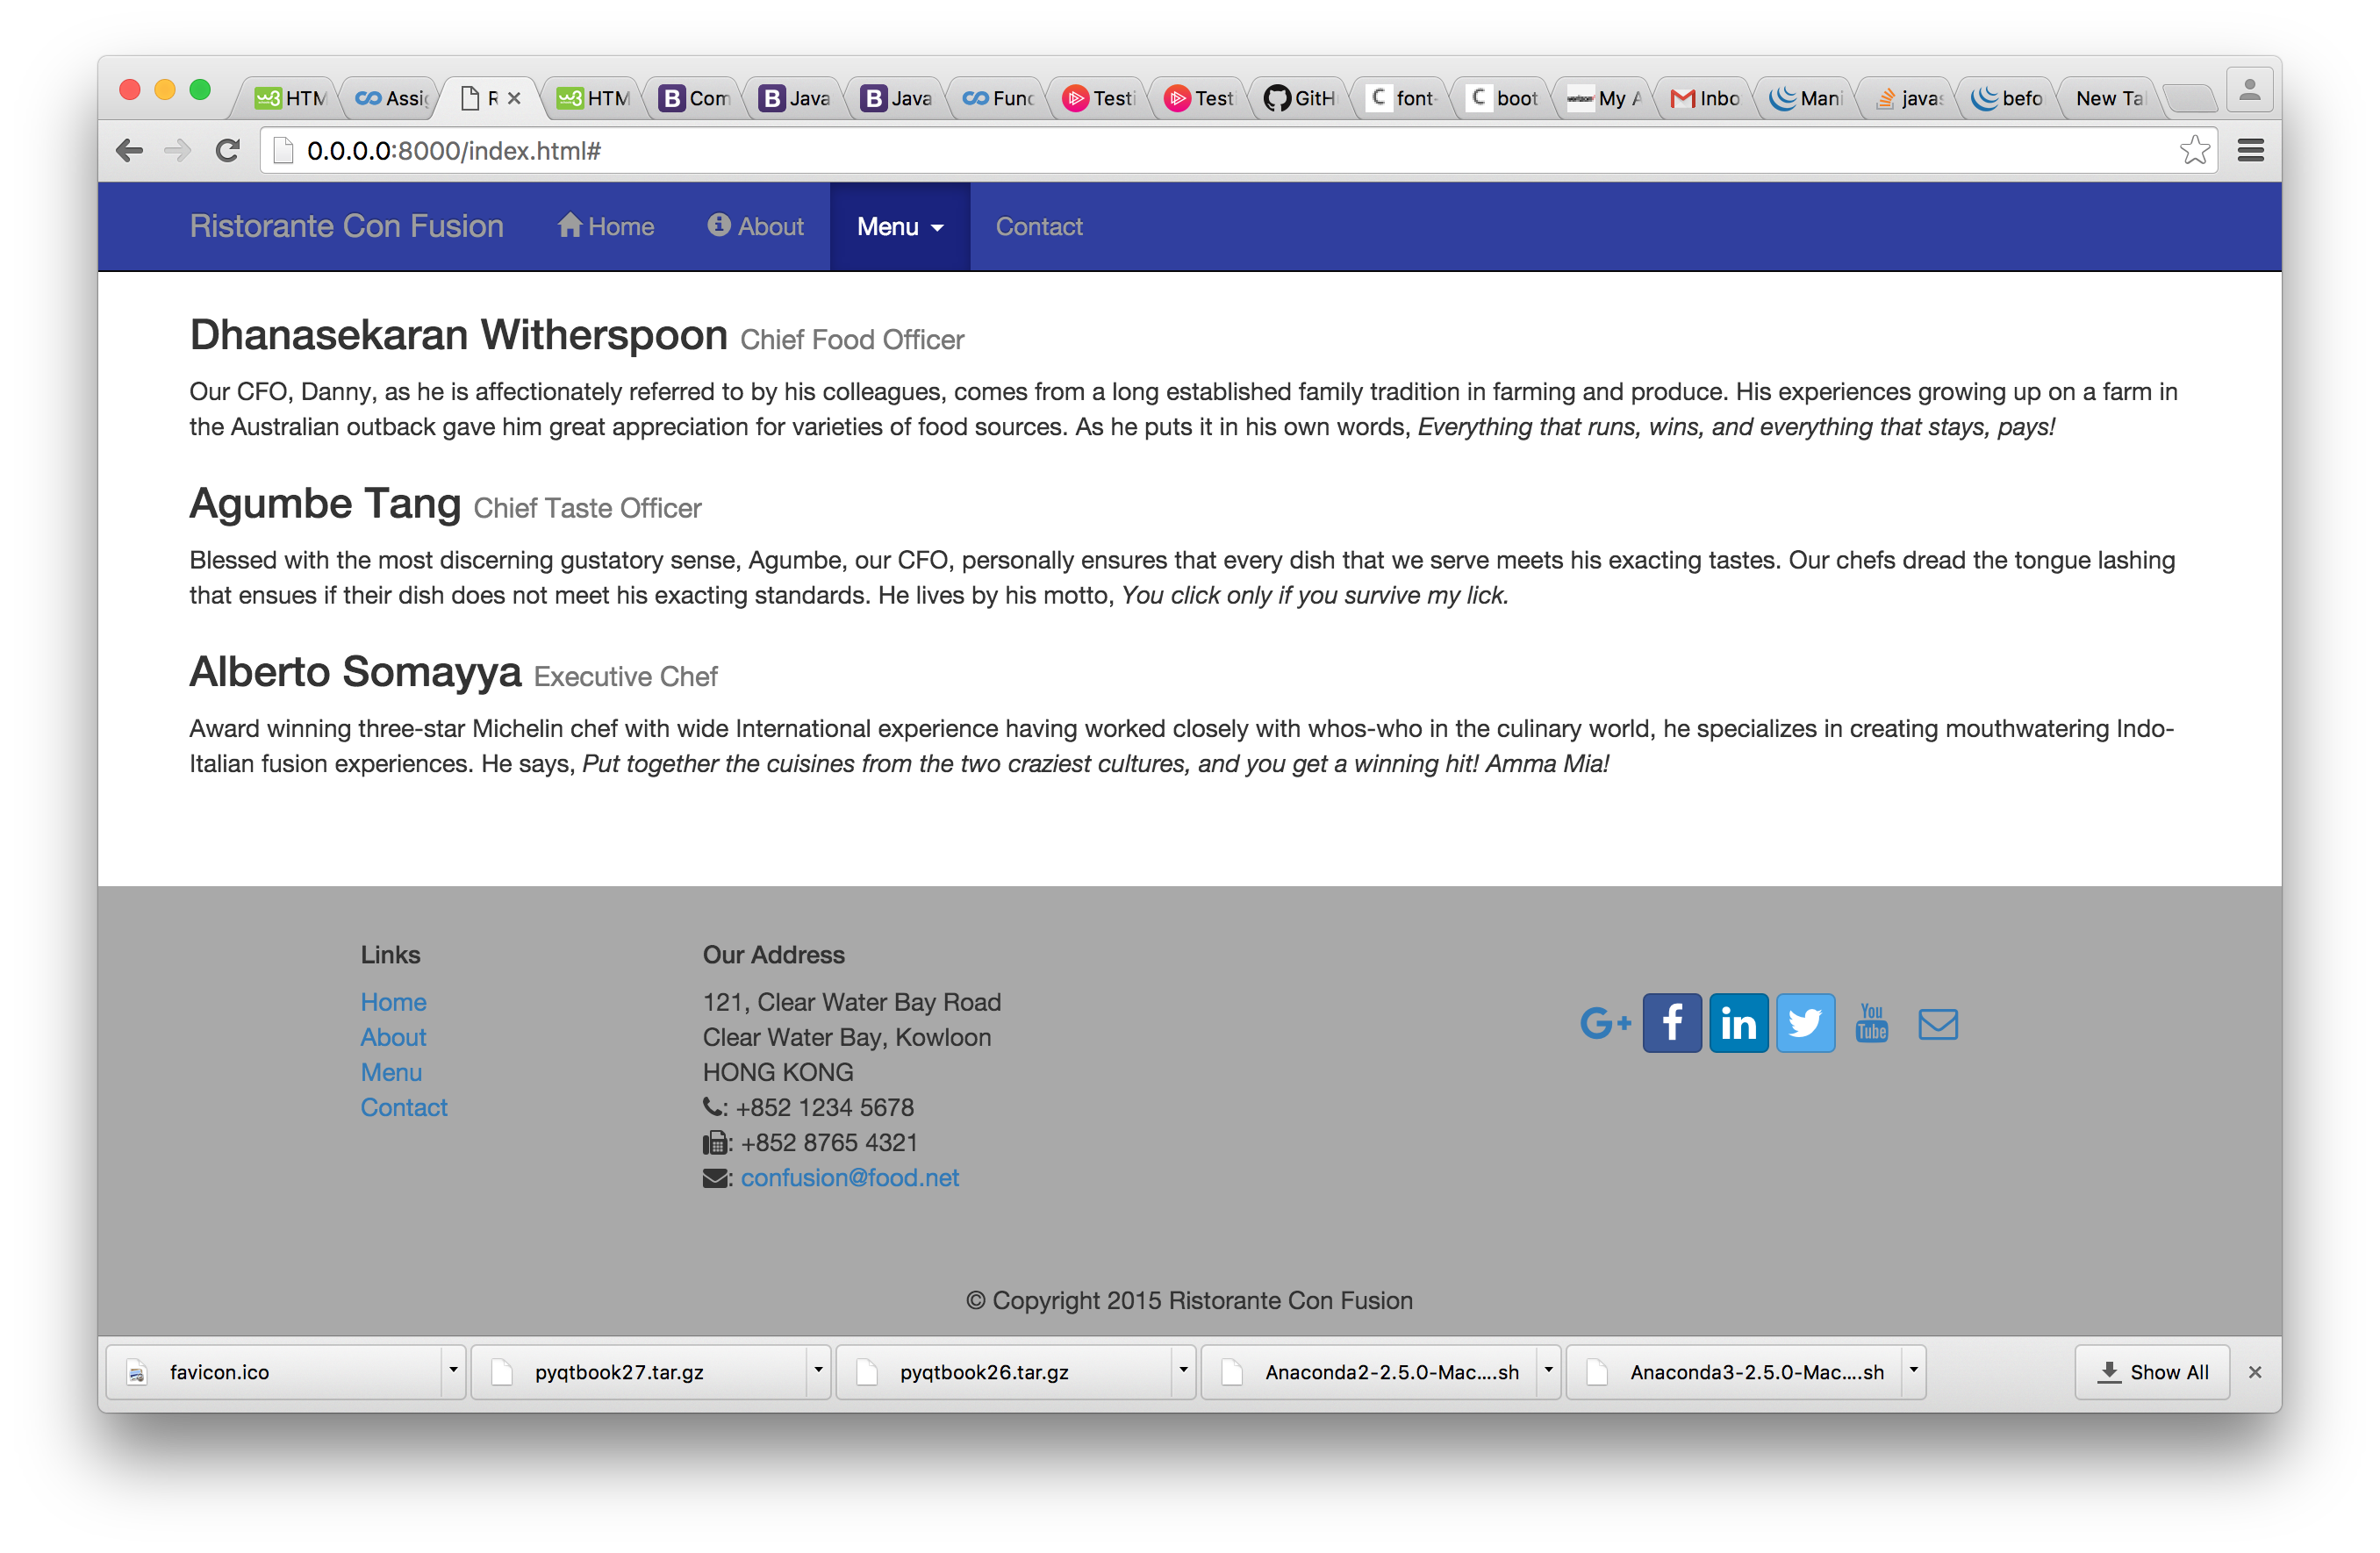 HTM
Assi
R
HTM
Com
Java
Java
Func
Testi
Test
GitH
font-
boot
My A
Inbo
Mani
javas
befo
New Ta
0.0.0.0:8000/index.html#
Ristorante Con Fusion Home About Menu Contact
Dhanasekaran Witherspoon Chief Food Officer
Our CFO, Danny, as he is affectionately referred to by his colleagues, comes from a long established family tradition in farming and produce. His experiences growing up on a farm in
the Australian outback gave him great appreciation for varieties of food sources. As he puts it in his own words, Everything that runs, wins, and everything that stays, pays!
Agumbe Tang Chief Taste Officer
Blessed with the most discerning gustatory sense, Agumbe, our CFO, personally ensures that every dish that we serve meets his exacting tastes. Our chefs dread the tongue lashing
that ensues if their dish does not meet his exacting standards. He lives by his motto, You click only if you survive my lick.
Alberto Somayya Executive Chef
Award winning three-star Michelin chef with wide International experience having worked closely with whos-who in the culinary world, he specializes in creating mouthwatering Indo-
Italian fusion experiences. He says, Put together the cuisines from the two craziest cultures, and you get a winning hit! Amma Mia!
Links
Home
About
Menu
Contact
Our Address
121, Clear Water Bay Road
Clear Water Bay, Kowloon
HONG KONG
: +852 1234 5678
: +852 8765 4321
: confusion@food.net
G+ f in You Tube
© Copyright 2015 Ristorante Con Fusion
favicon.ico
pyqtbook27.tar.gz
pyqtbook26.tar.gz
Anaconda2-2.5.0-Mac....sh
Anaconda3-2.5.0-Mac....sh
Show All